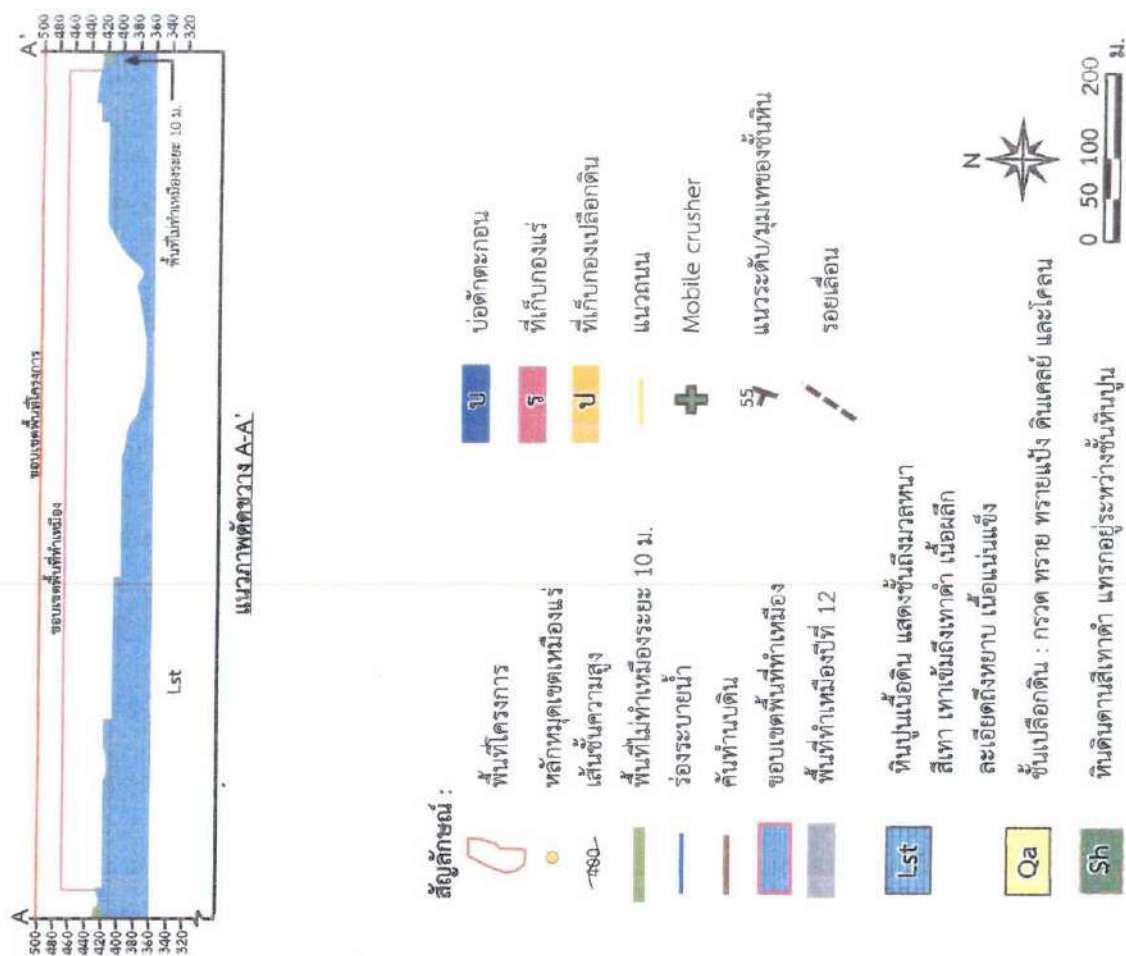 A
A'
500
480
460
440
420
400
380
360
340
320
500
480
460
440
420
400
380
360
340
320
ขอบเขตพื้นที่โครงการ
ขอบเขตพื้นที่ทำเหมือง
Lst
พื้นที่ไม่ทำเหมืองระยะ 10 ม.
แนวภาพตัดขวาง A-A'
สัญลักษณ์ :
พื้นที่โครงการ
หลักหมุดเขตเหมืองแร่
400
เส้นชั้นความสูง
พื้นที่ไม่ทำเหมืองระยะ 10 ม.
ร่องระบายน้ำ
คันทำนบดิน
ขอบเขตพื้นที่ทำเหมือง
พื้นที่ทำเหมืองปีที่ 12
บ บ่อดักตะกอน
ร ที่เก็บกองแร่
ป ที่เก็บกองเปลือกดิน
แนวถนน
Mobile crusher
55 แนวระดับ/มุมเทของชั้นหิน
รอยเลื่อน
Lst หินปูนเนื้อดิน แสดงชั้นถึงมวลหนา
สีเทา เทาเข้มถึงเทาดำ เนื้อผลึก
ละเอียดถึงหยาบ เนื้อแน่นแข็ง
Qa ชั้นเปลือกดิน : กรวด ทราย ทรายแป้ง ดินเคลย์ และโคลน
Sh หินดินดานสีเทาดำ แทรกอยู่ระหว่างชั้นหินปูน
N
0 50 100 200
ม.